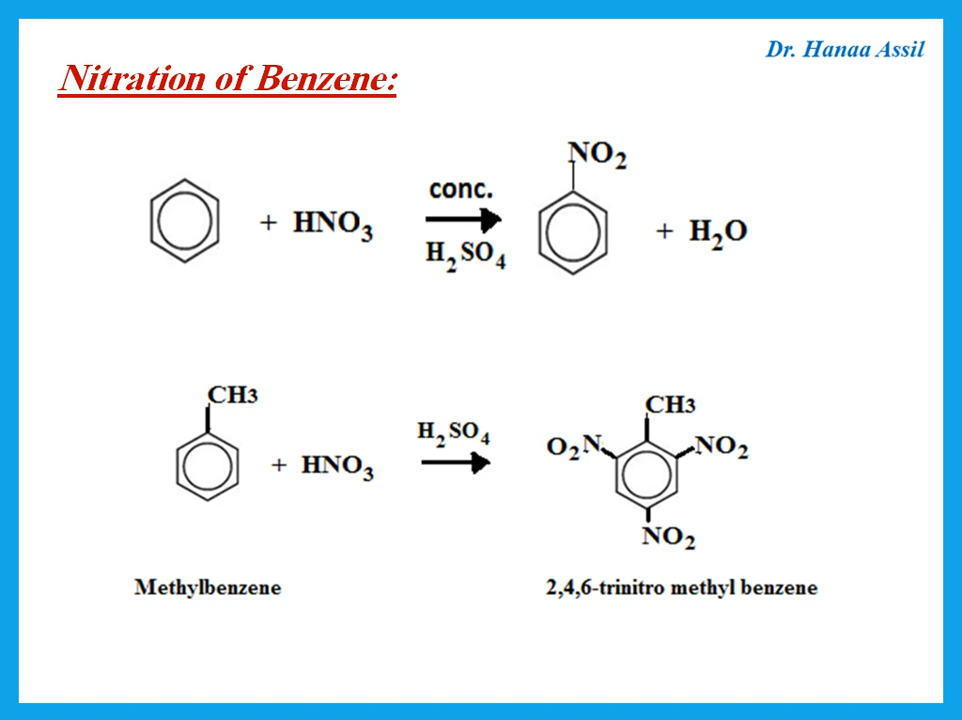 Dr. Hanaa Assil
Nitration of Benzene:
NO2
conc.
+ HNO3
+ H2O
H2SO4
CH3
CH3
H2SO4
O2N
NO2
+ HNO3
NO2
Methylbenzene
2,4,6-trinitro methyl benzene